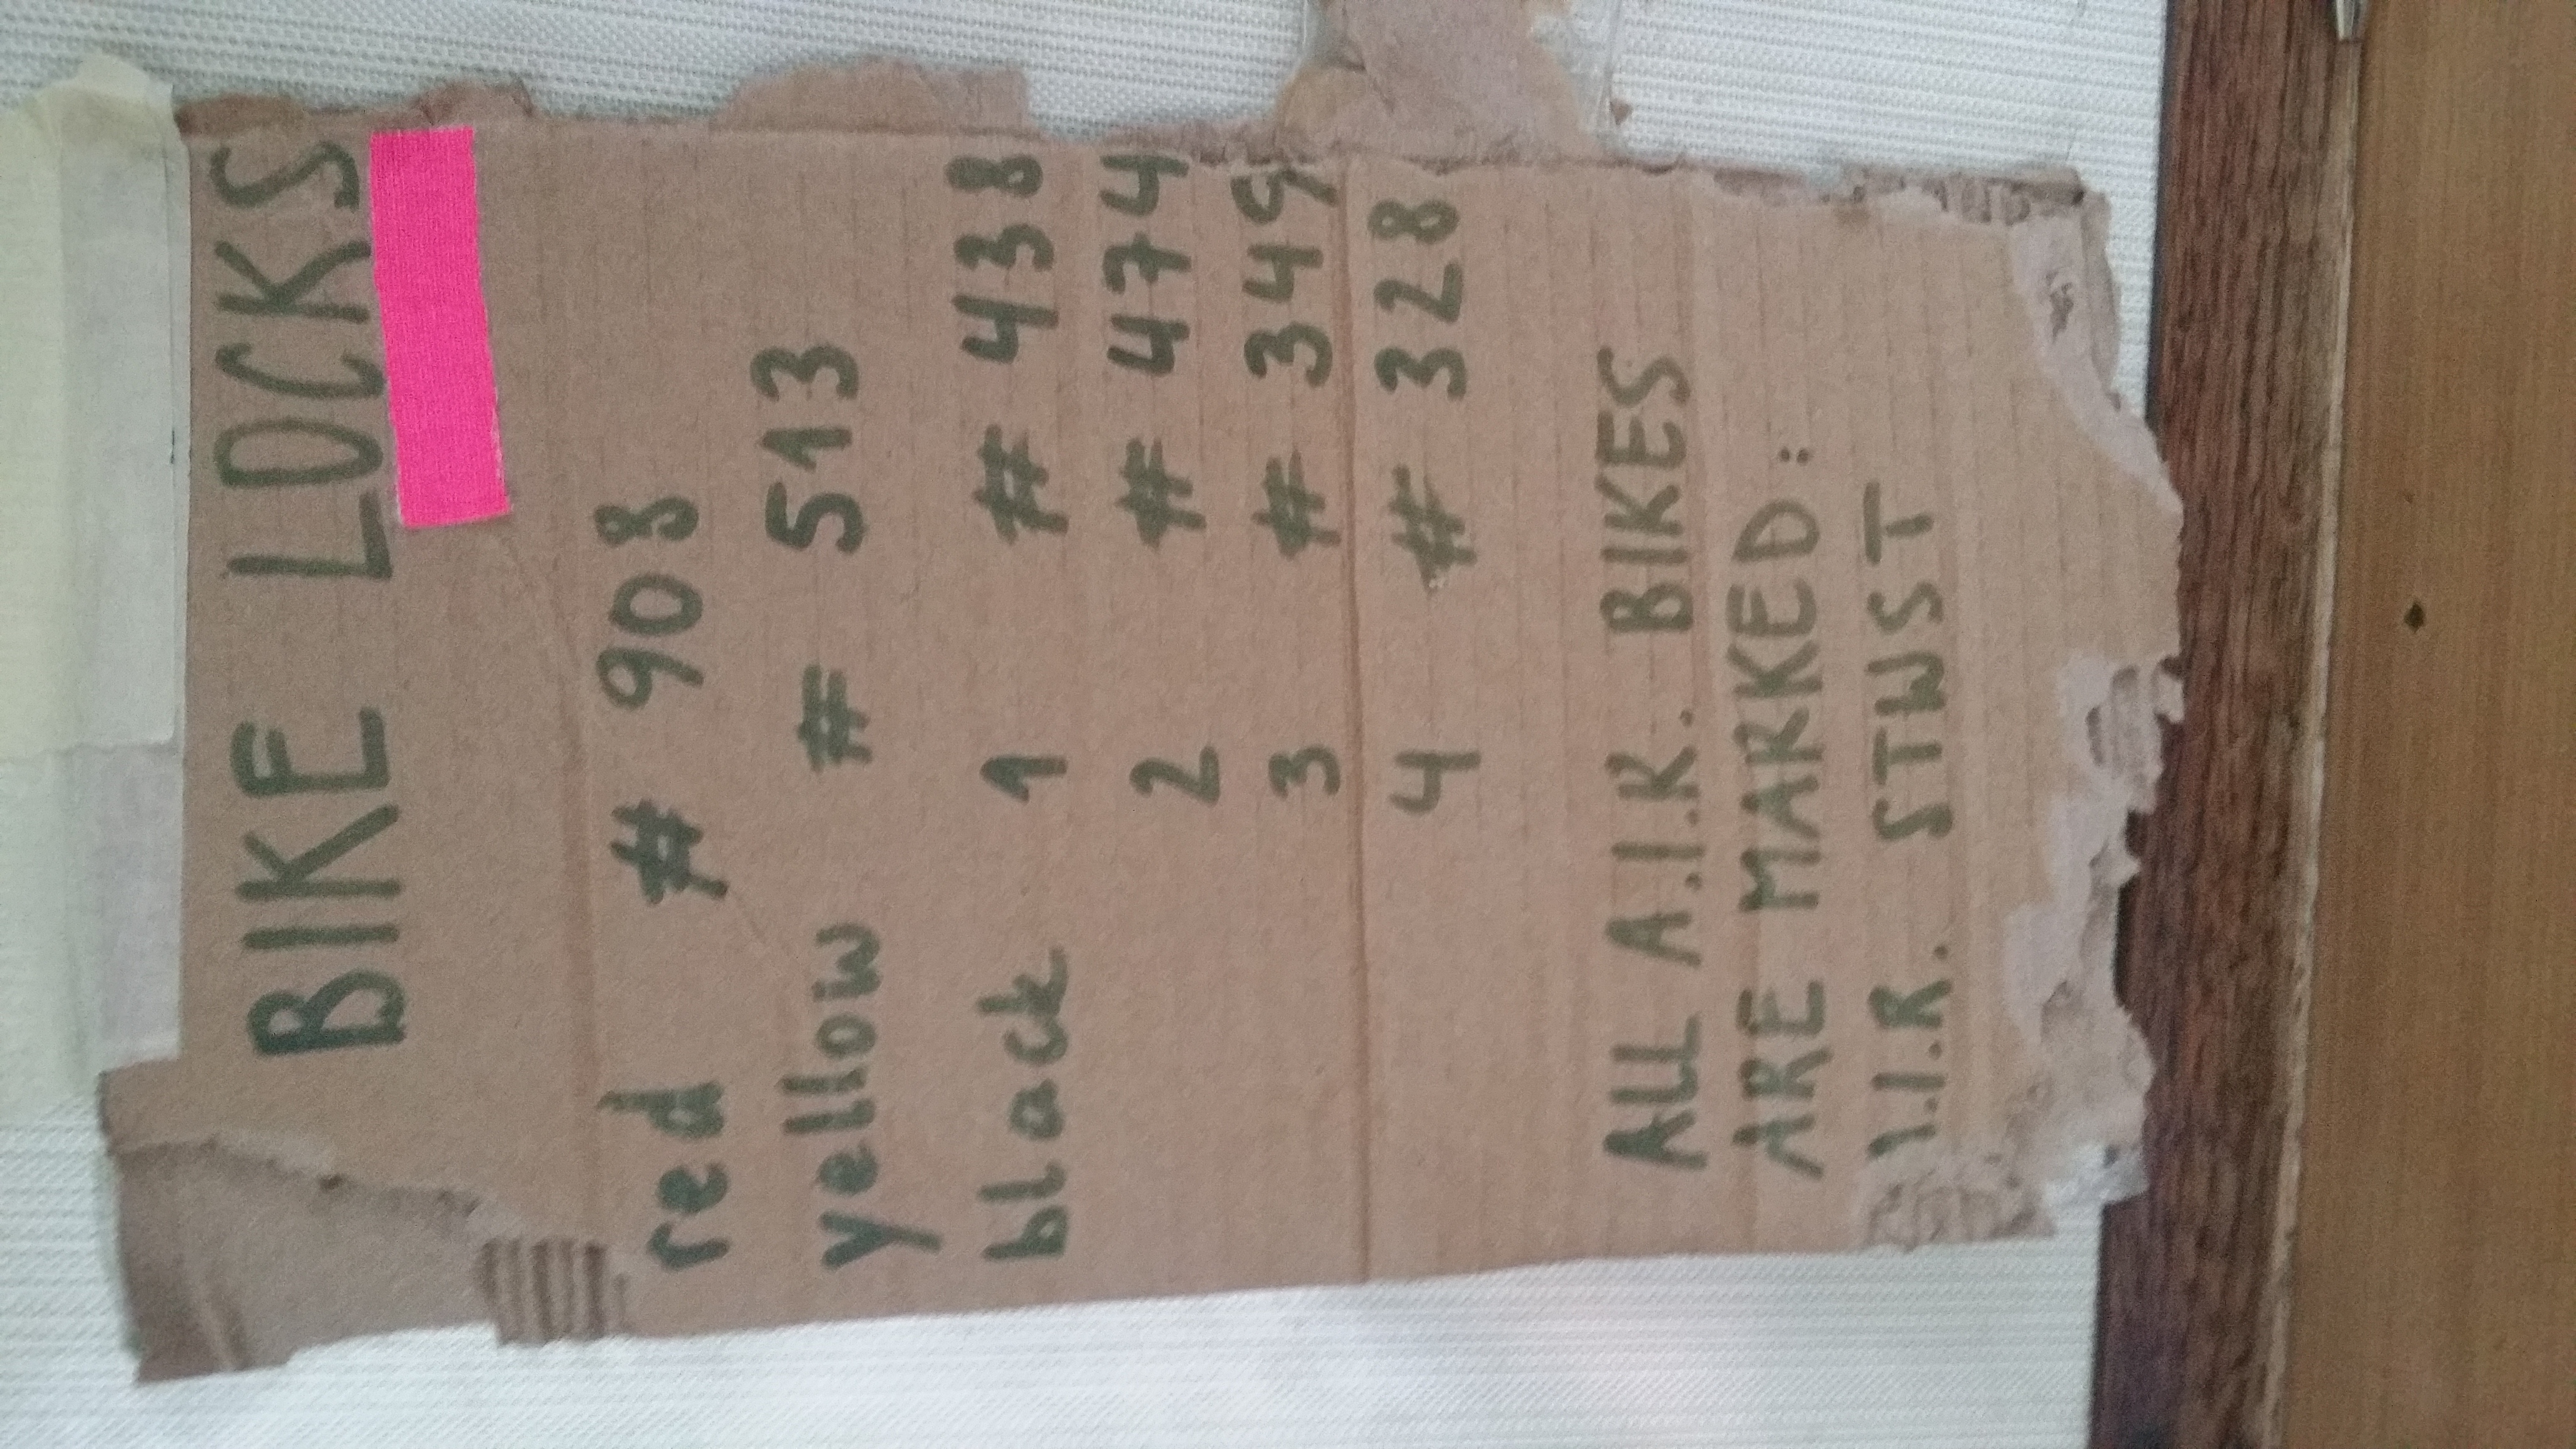 BIKE LOCKS
red # 908
yellow # 513
black 1 # 438
2 # 474
3 # 349
4 # 328
ALL A.I.R. BIKES
ARE MARKED:
A.I.R. STWST